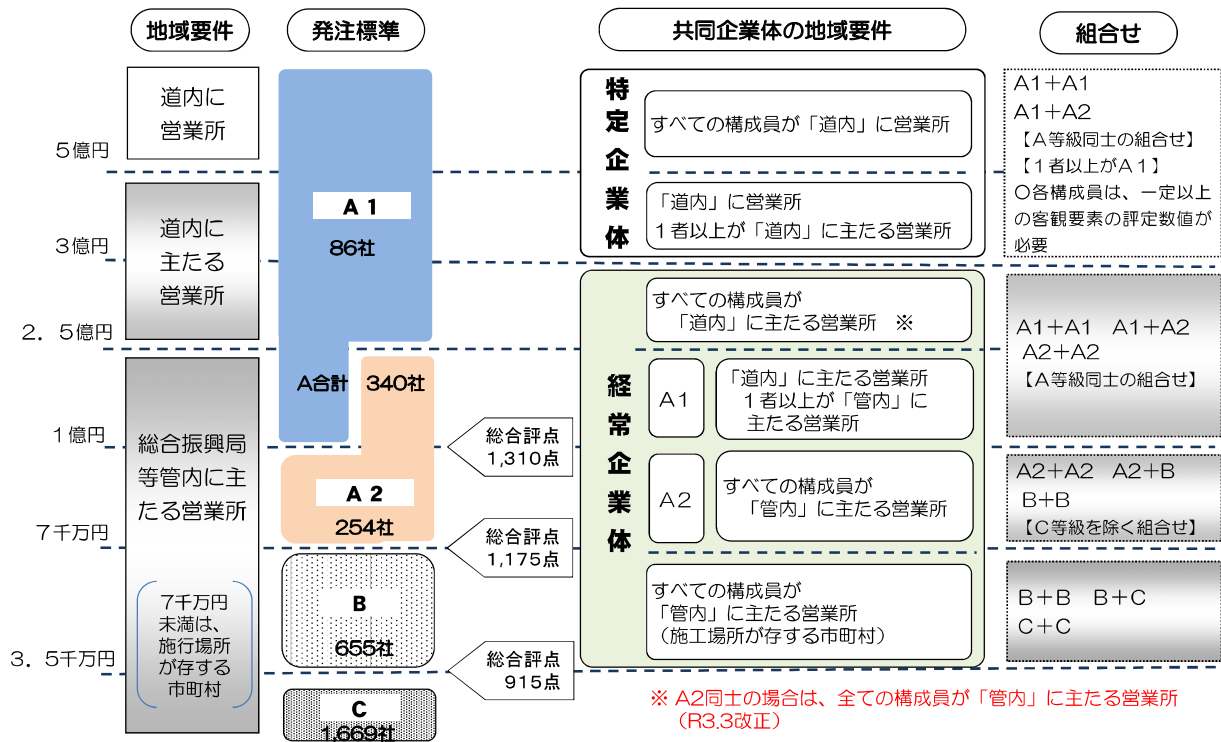 地域要件
発注標準
共同企業体の地域要件
組合せ
5億円
3億円
2．5億円
1億円
7千万円
3．5千万円
道内に
営業所
道内に
主たる
営業所
総合振興局
等管内に主
たる営業所
7千万円
未満は、
施行場所
が存する
市町村
A1
86社
A合計
340社
A2
254社
B
655社
C
1,669社
総合評点
1,310点
総合評点
1,175点
総合評点
915点
特定企業体
すべての構成員が「道内」に営業所
「道内」に営業所
1者以上が「道内」に主たる営業所
経常企業体
すべての構成員が
「道内」に主たる営業所　※
A1
「道内」に主たる営業所
1者以上が「管内」に
主たる営業所
A2
すべての構成員が
「管内」に主たる営業所
すべての構成員が
「管内」に主たる営業所
（施工場所が存する市町村）
A1＋A1
A1＋A2
【A等級同士の組合せ】
【1者以上がA1】
○各構成員は、一定以上
の客観要素の評定数値が
必要
A1＋A1　A1＋A2
A2＋A2
【A等級同士の組合せ】
A2＋A2　A2＋B
B＋B
【C等級を除く組合せ】
B＋B　B＋C
C＋C
※ A2同士の場合は、全ての構成員が「管内」に主たる営業所
（R3.3改正）